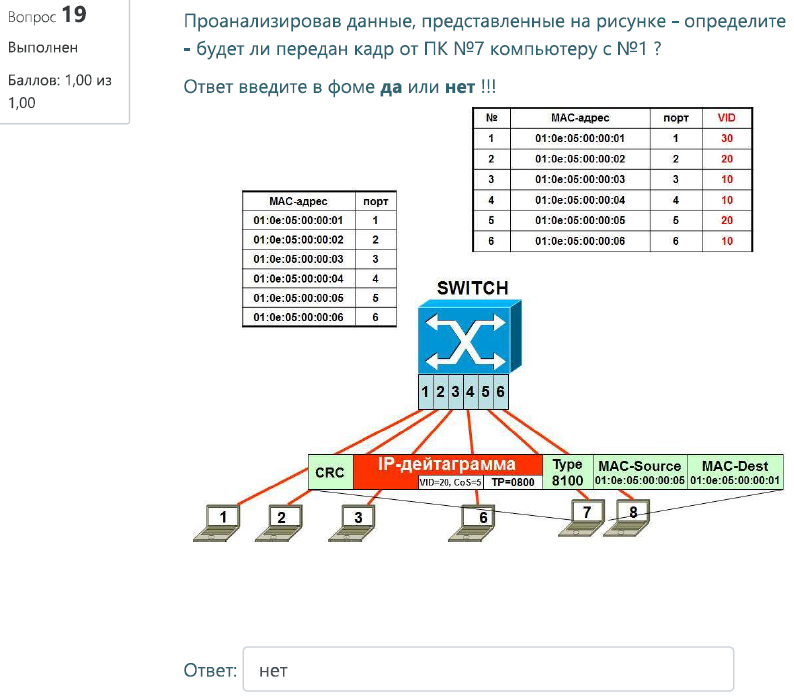 Вопрос 19
Выполнен
Баллов: 1,00 из
1,00
Проанализировав данные, представленные на рисунке – определите
- будет ли передан кадр от ПК №7 компьютеру с №1 ?
Ответ введите в фоме да или нет !!!
№ MAC-адрес порт VID
1 01:0e:05:00:00:01 1 30
2 01:0e:05:00:00:02 2 20
3 01:0e:05:00:00:03 3 10
4 01:0e:05:00:00:04 4 10
5 01:0e:05:00:00:05 5 20
6 01:0e:05:00:00:06 6 10
MAC-адрес порт
01:0e:05:00:00:01 1
01:0e:05:00:00:02 2
01:0e:05:00:00:03 3
01:0e:05:00:00:04 4
01:0e:05:00:00:05 5
01:0e:05:00:00:06 6
SWITCH
1 2 3 4 5 6
CRC IP-дейтаграмма Type MAC-Source MAC-Dest
VID=20, CoS=5 TP=0800 8100 01:0e:05:00:00:05 01:0e:05:00:00:01
1 2 3 6 7 8
Ответ: нет